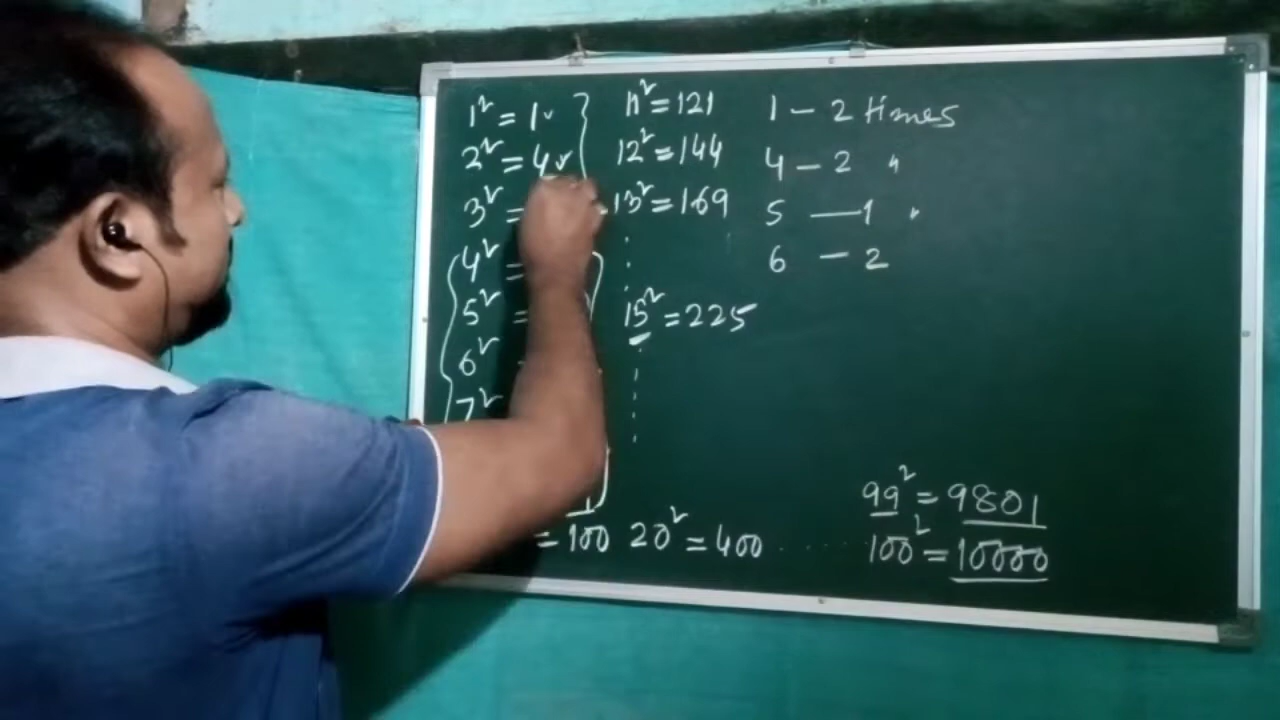 1² = 1
2² = 4
3² =
4² =
5² =
6² =
7²
= 100
11² = 121
12² = 144
13² = 169
15² = 225
20² = 400
1 – 2 times
4 – 2 "
5 — 1 "
6 – 2
99² = 9801
100² = 10000